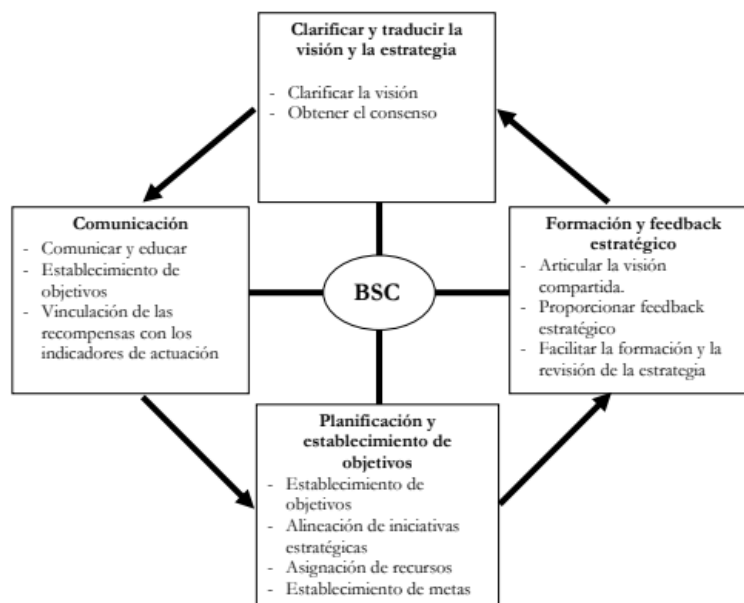 Clarificar y traducir la
visión y la estrategia
- Clarificar la visión
- Obtener el consenso
Comunicación
- Comunicar y educar
- Establecimiento de
objetivos
- Vinculación de las
recompensas con los
indicadores de actuación
BSC
Formación y feedback
estratégico
- Articular la visión
compartida.
- Proporcionar feedback
estratégico
- Facilitar la formación y la
revisión de la estrategia
Planificación y
establecimiento de
objetivos
- Establecimiento de
objetivos
- Alineación de iniciativas
estratégicas
- Asignación de recursos
- Establecimiento de metas